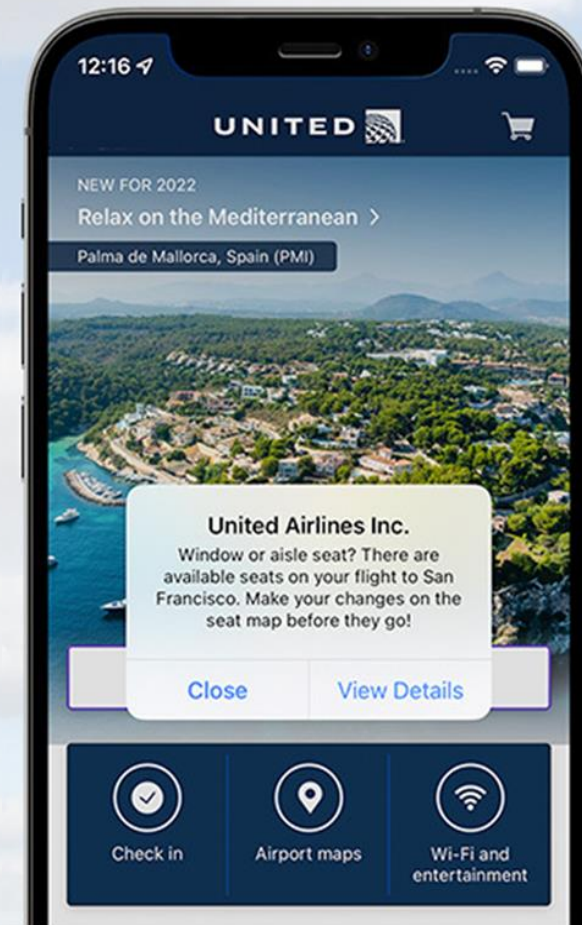 12:16
UNITED
NEW FOR 2022
Relax on the Mediterranean >
Palma de Mallorca, Spain (PMI)
United Airlines Inc.
Window or aisle seat? There are
available seats on your flight to San
Francisco. Make your changes on the
seat map before they go!
Close
View Details
Check in
Airport maps
Wi-Fi and
entertainment